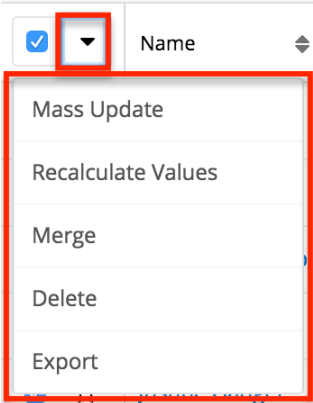 Name
Mass Update
Recalculate Values
Merge
Delete
Export